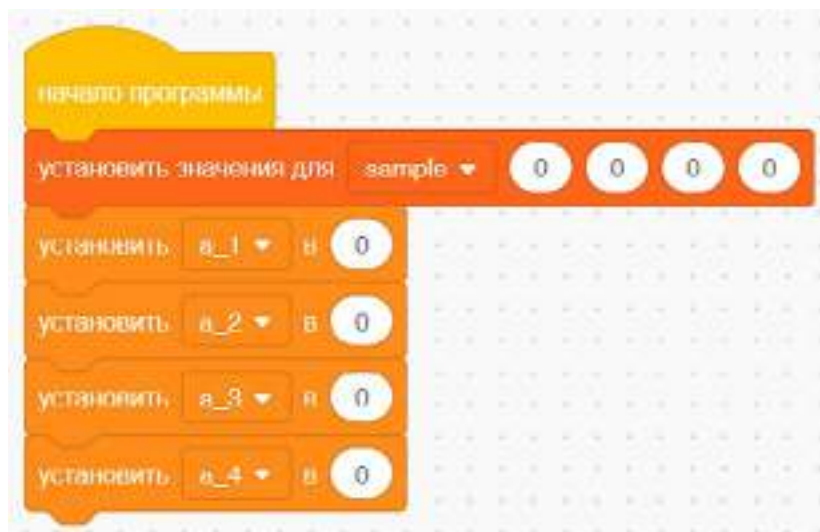 начало программы
установить значения для sample 0 0 0 0
установить a_1 в 0
установить a_2 в 0
установить a_3 в 0
установить a_4 в 0